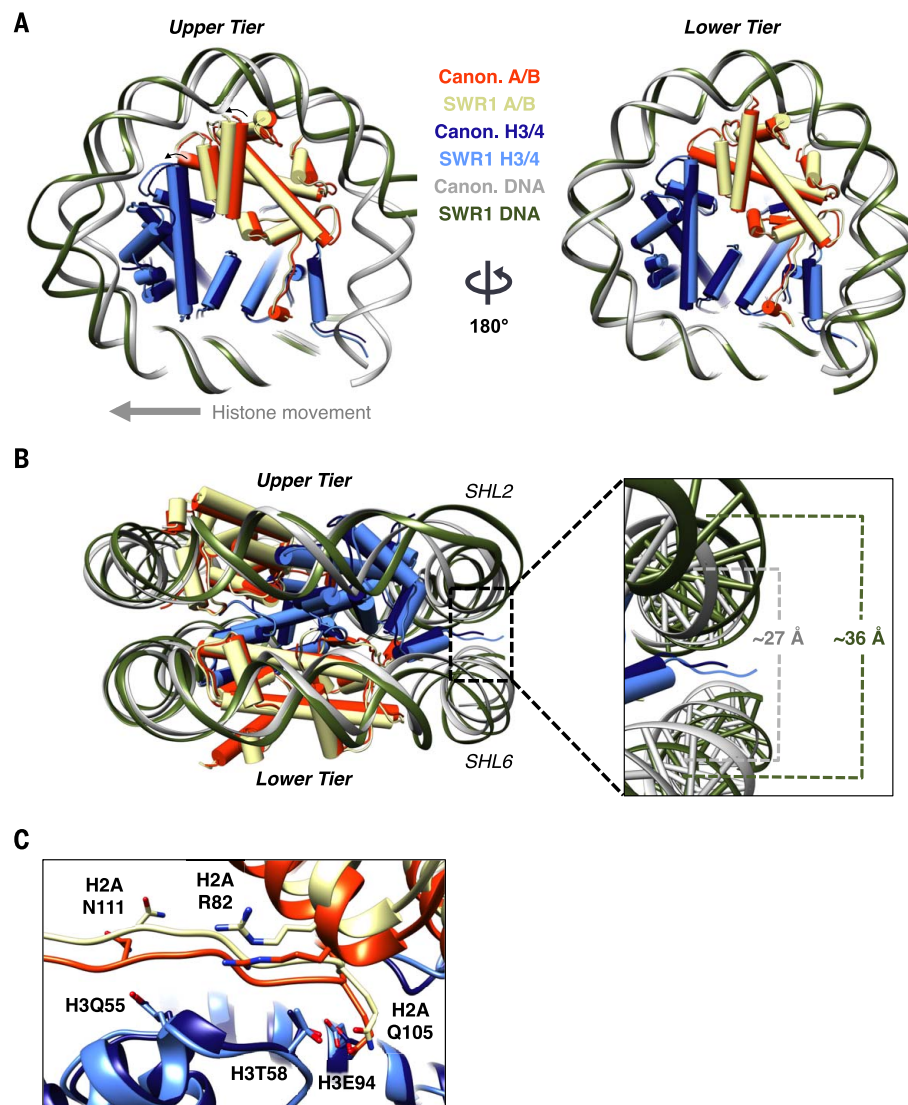 A
Upper Tier
Lower Tier
Canon. A/B
SWR1 A/B
Canon. H3/4
SWR1 H3/4
Canon. DNA
SWR1 DNA
180°
Histone movement
B
Upper Tier
SHL2
~27 Å
~36 Å
Lower Tier
SHL6
C
H2A
N111
H2A
R82
H3Q55
H2A
Q105
H3T58
H3E94